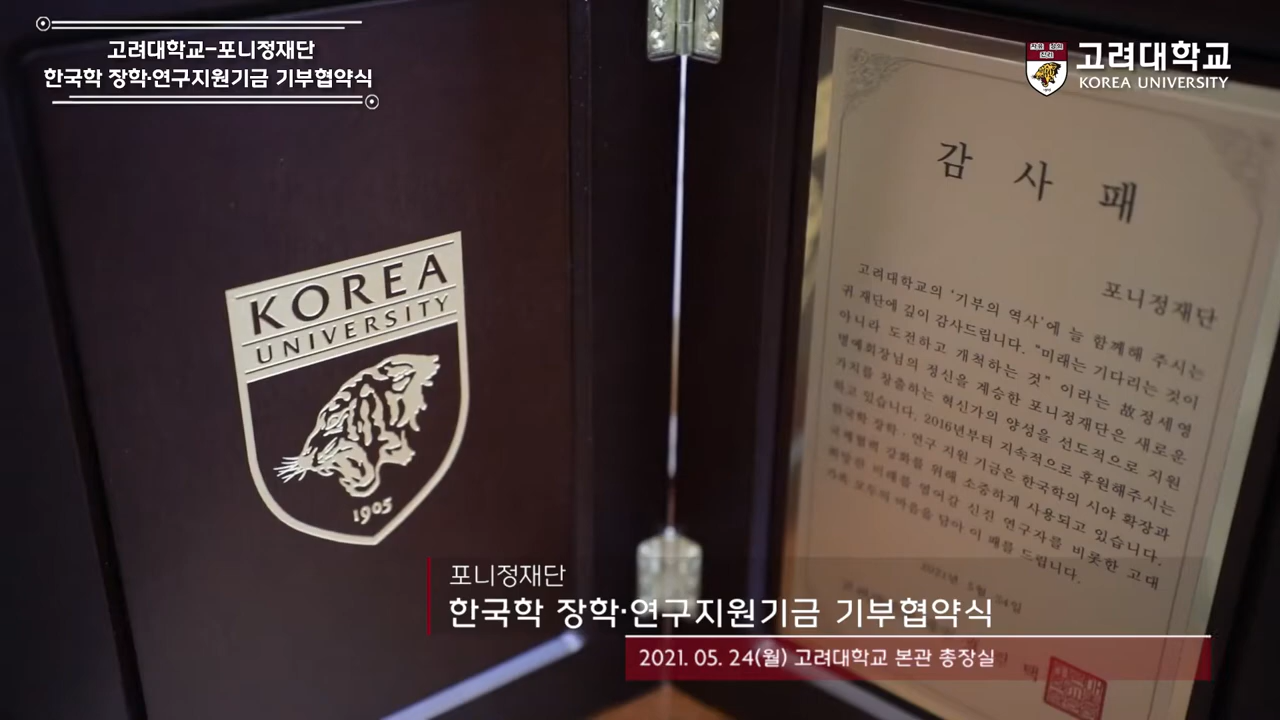 고려대학교-포니정재단
한국학 장학·연구지원기금 기부협약식
고려대학교
KOREA UNIVERSITY
KOREA
UNIVERSITY
1905
감 사 패
포니정재단
고려대학교의 '기부의 역사'에 늘 함께해 주시는
귀 재단에 깊이 감사드립니다. "미래는 기다리는 것이
아니라 도전하고 개척하는 것" 이라는 故정세영
명예회장님의 정신을 계승한 포니정재단은 새로운
가치를 창출하는 혁신가의 양성을 선도적으로 지원
하고 있습니다. 2016년부터 지속적으로 후원해주시는
한국학 장학·연구 지원 기금은 한국학의 시야 확장과
국제협력 강화를 위해 소중하게 사용되고 있습니다.
희망찬 미래를 열어갈 신진 연구자를 비롯한 고대
가족 모두의 마음을 담아 이 패를 드립니다.
2021년 5월 24일
택
포니정재단
한국학 장학·연구지원기금 기부협약식
2021. 05. 24(월) 고려대학교 본관 총장실